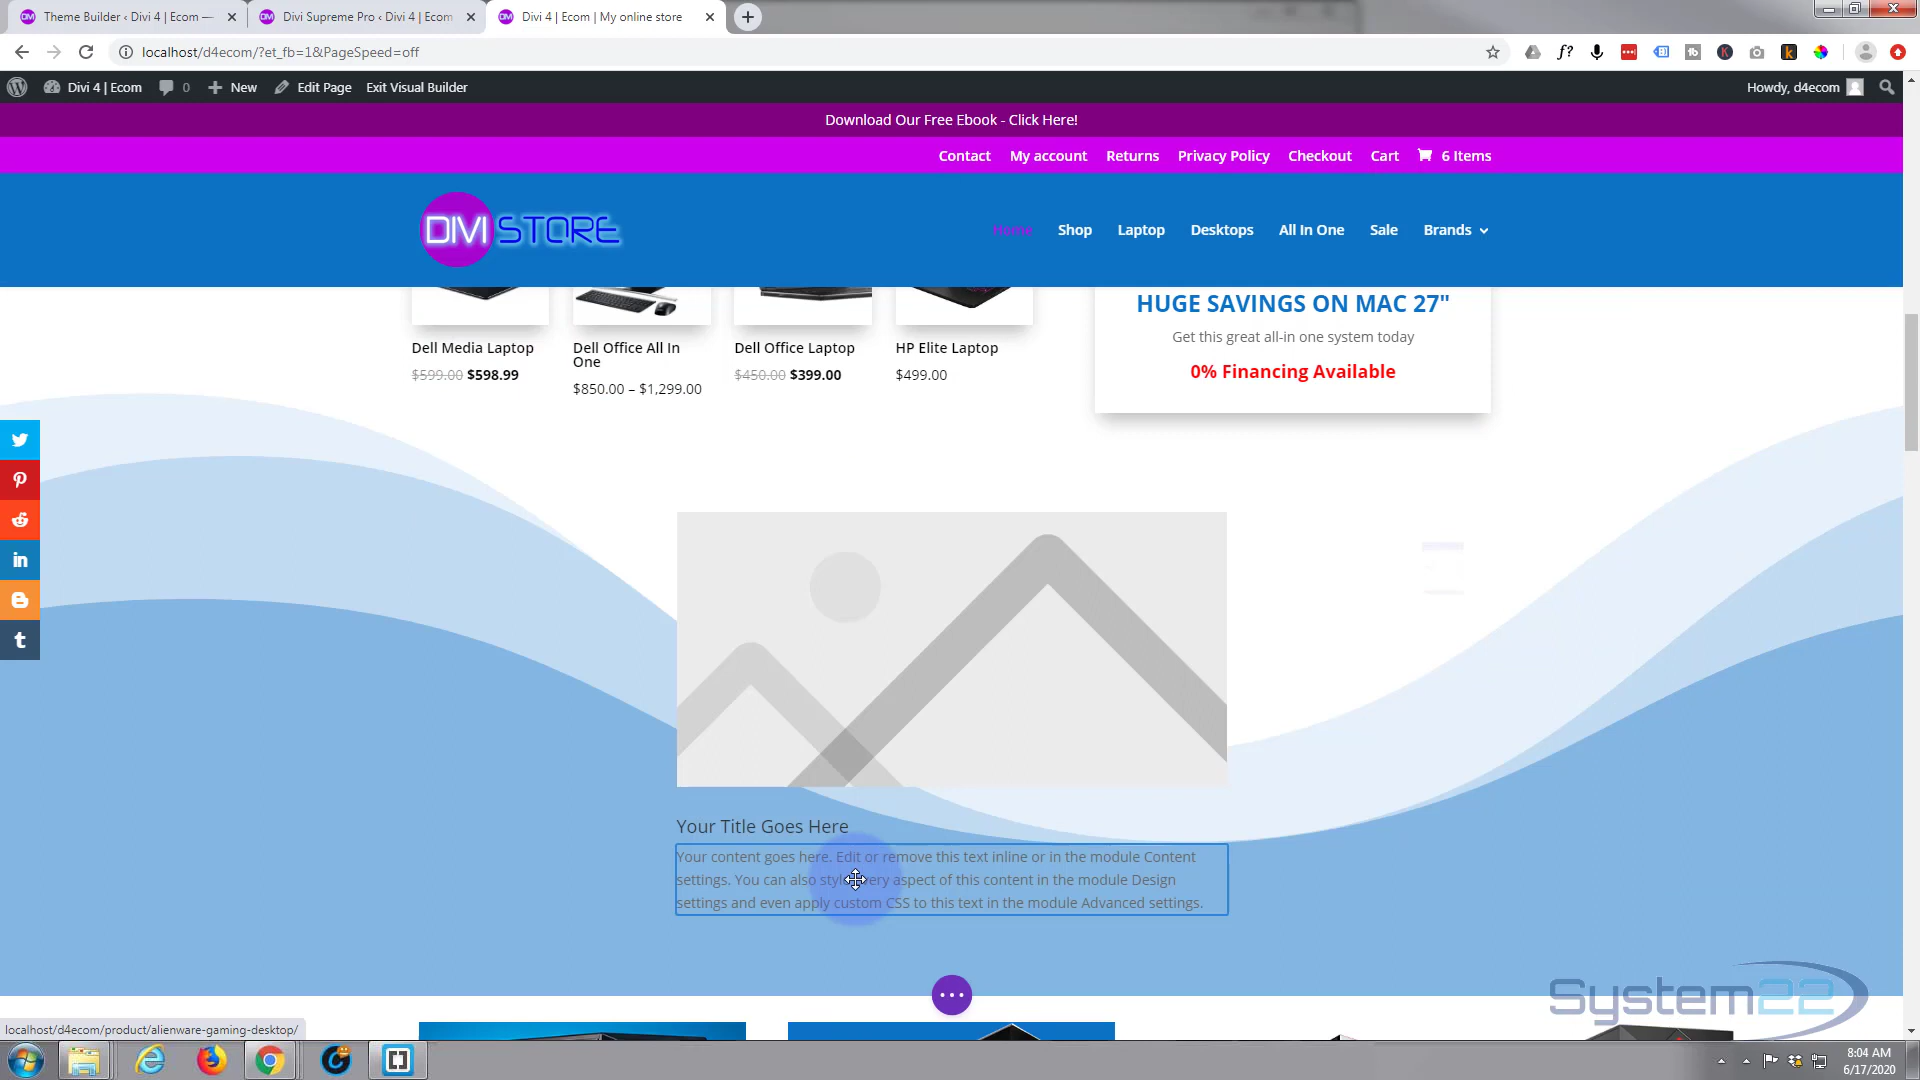 Theme Builder ‹ Divi 4 | Ecom —
Divi Supreme Pro ‹ Divi 4 | Ecom
Divi 4 | Ecom | My online store
localhost/d4ecom/?et_fb=1&PageSpeed=off
Divi 4 | Ecom
0
New
Edit Page
Exit Visual Builder
Howdy, d4ecom
Download Our Free Ebook - Click Here!
Contact
My account
Returns
Privacy Policy
Checkout
Cart
6 Items
DIVI STORE
Home
Shop
Laptop
Desktops
All In One
Sale
Brands
HUGE SAVINGS ON MAC 27"
Get this great all-in one system today
0% Financing Available
Dell Media Laptop
$599.00 $598.99
Dell Office All In
One
$850.00 – $1,299.00
Dell Office Laptop
$450.00 $399.00
HP Elite Laptop
$499.00
Your Title Goes Here
Your content goes here. Edit or remove this text inline or in the module Content
settings. You can also style every aspect of this content in the module Design
settings and even apply custom CSS to this text in the module Advanced settings.
System22
localhost/d4ecom/product/alienware-gaming-desktop/
8:04 AM
6/17/2020